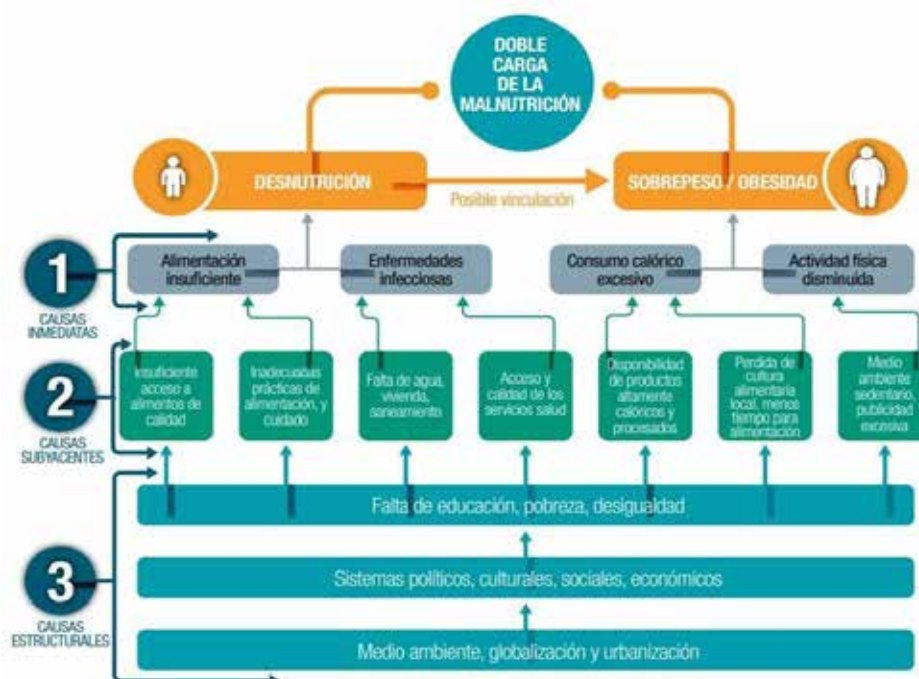 DOBLE
CARGA
DE LA
MALNUTRICIÓN
DESNUTRICIÓN
Posible vinculación
SOBREPESO / OBESIDAD
1
CAUSAS
INMEDIATAS
Alimentación
insuficiente
Enfermedades
infecciosas
Consumo calórico
excesivo
Actividad física
disminuida
2
CAUSAS
SUBYACENTES
Insuficiente
acceso a
alimentos de
calidad
Inadecuadas
prácticas de
alimentación, y
cuidado
Falta de agua,
vivienda,
saneamiento
Acceso y
calidad de los
servicios salud
Disponibilidad
de productos
altamente
calóricos y
procesados
Perdida de
cultura
alimentaria
local, menos
tiempo para
alimentación
Medio
ambiente
sedentario,
publicidad
excesiva
3
CAUSAS
ESTRUCTURALES
Falta de educación, pobreza, desigualdad
Sistemas políticos, culturales, sociales, económicos
Medio ambiente, globalización y urbanización